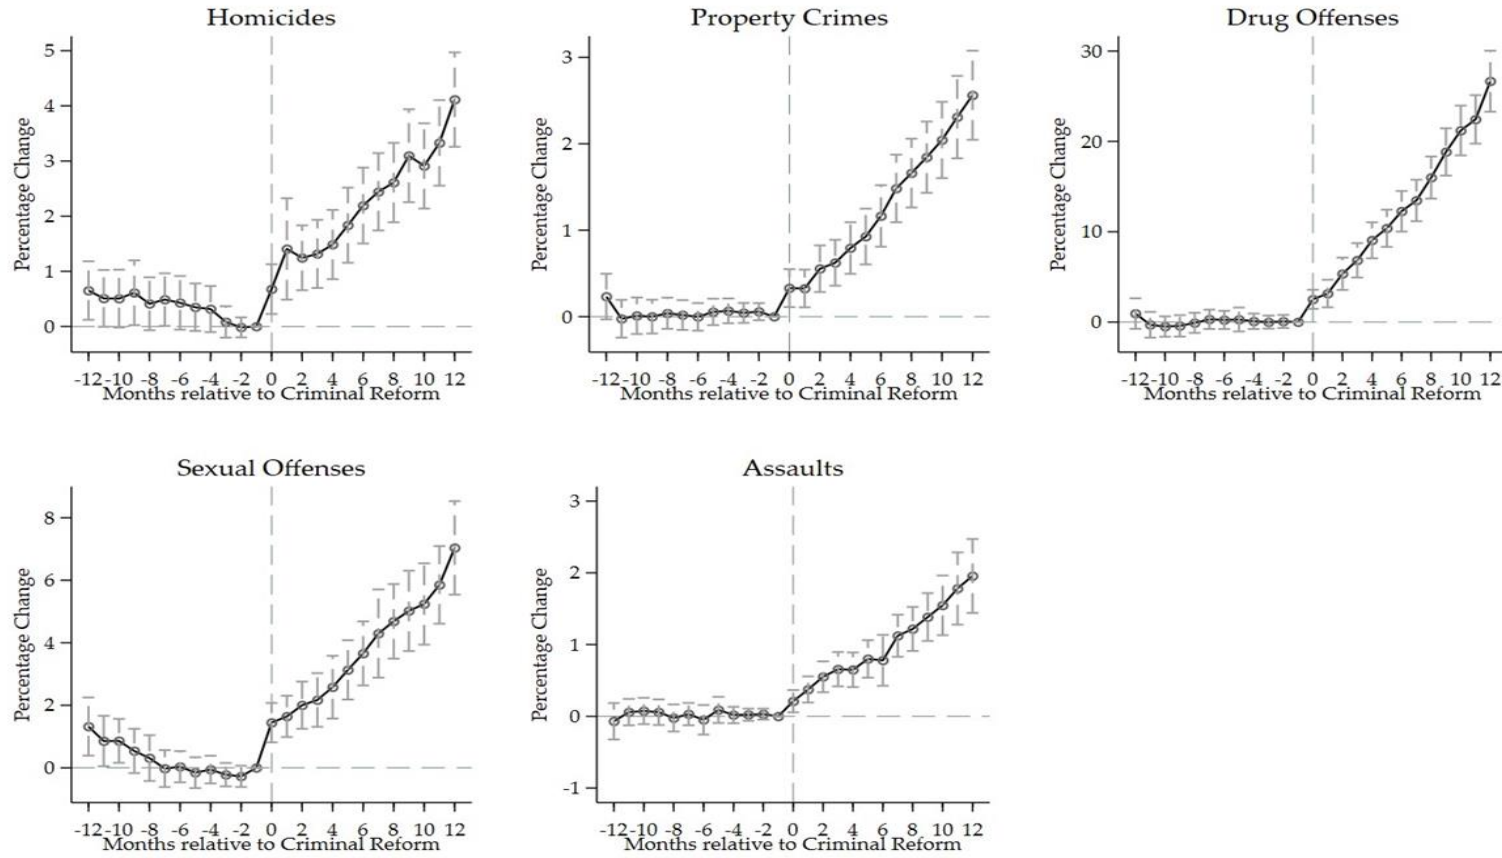 Homicides
Percentage Change
5
4
3
2
1
0
-12 -10 -8 -6 -4 -2 0 2 4 6 8 10 12
Months relative to Criminal Reform
Property Crimes
Percentage Change
3
2
1
0
-12 -10 -8 -6 -4 -2 0 2 4 6 8 10 12
Months relative to Criminal Reform
Drug Offenses
Percentage Change
30
20
10
0
-12 -10 -8 -6 -4 -2 0 2 4 6 8 10 12
Months relative to Criminal Reform
Sexual Offenses
Percentage Change
8
6
4
2
0
-12 -10 -8 -6 -4 -2 0 2 4 6 8 10 12
Months relative to Criminal Reform
Assaults
Percentage Change
3
2
1
0
-1
-12 -10 -8 -6 -4 -2 0 2 4 6 8 10 12
Months relative to Criminal Reform